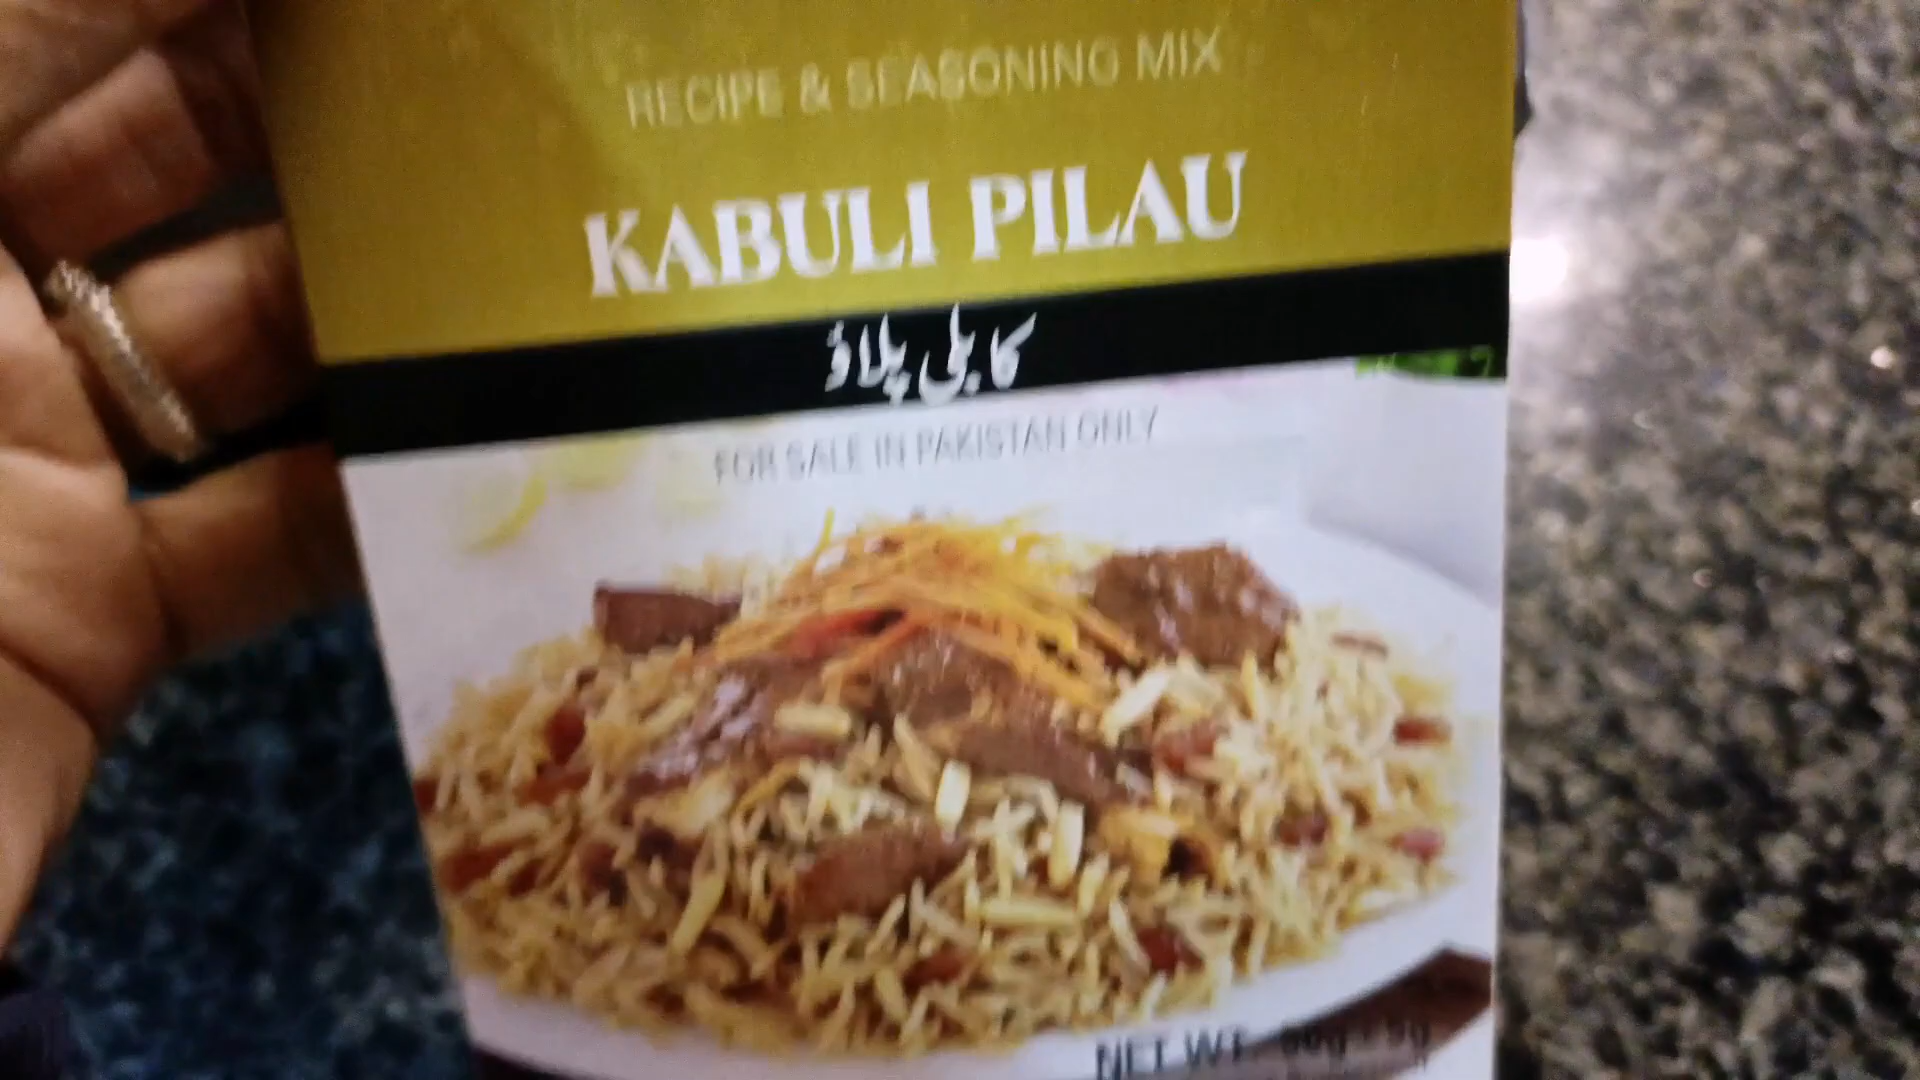 RECIPE & SEASONING MIX
KABULI PILAU
کابلی پلاؤ
FOR SALE IN PAKISTAN ONLY
NET WT.